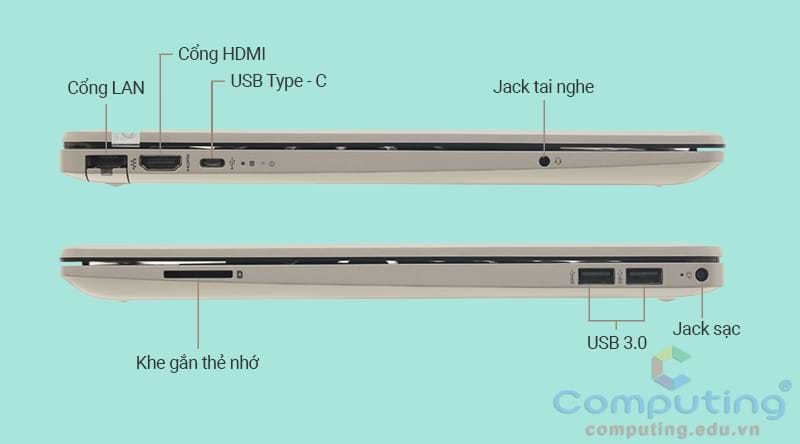 Cổng HDMI
USB Type - C
Cổng LAN
Jack tai nghe
HDMI
Khe gắn thẻ nhớ
USB 3.0
Jack sạc
Computing®
computing.edu.vn